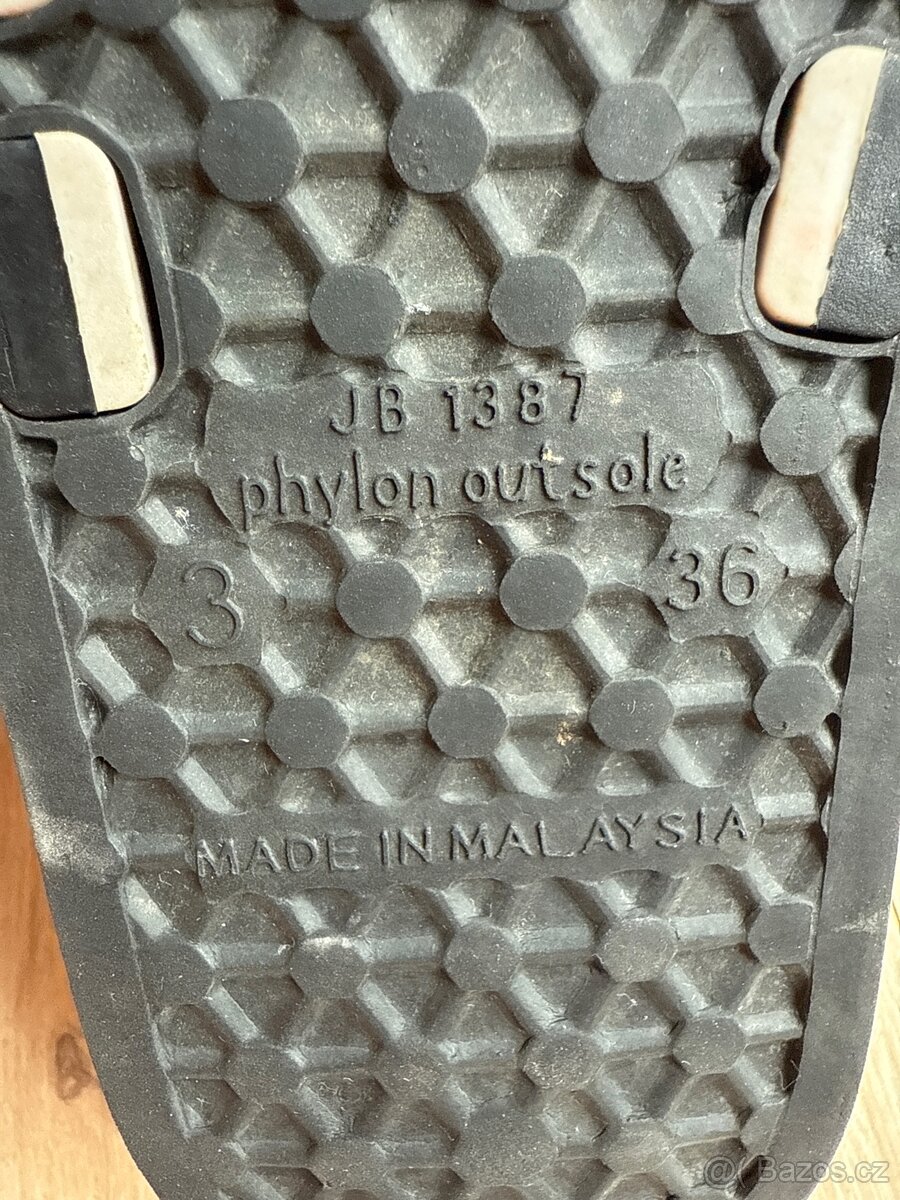 JB 1387
phylon outsole
3
36
MADE IN MALAYSIA
@ Bazos.cz